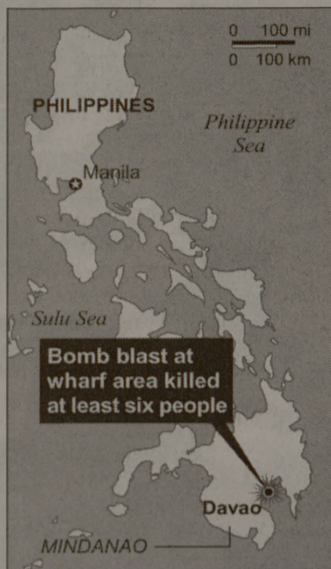 0 100 mi
0 100 km
PHILIPPINES
Philippine
Sea
Manila
Sulu Sea
Bomb blast at
wharf area killed
at least six people
Davao
MINDANAO